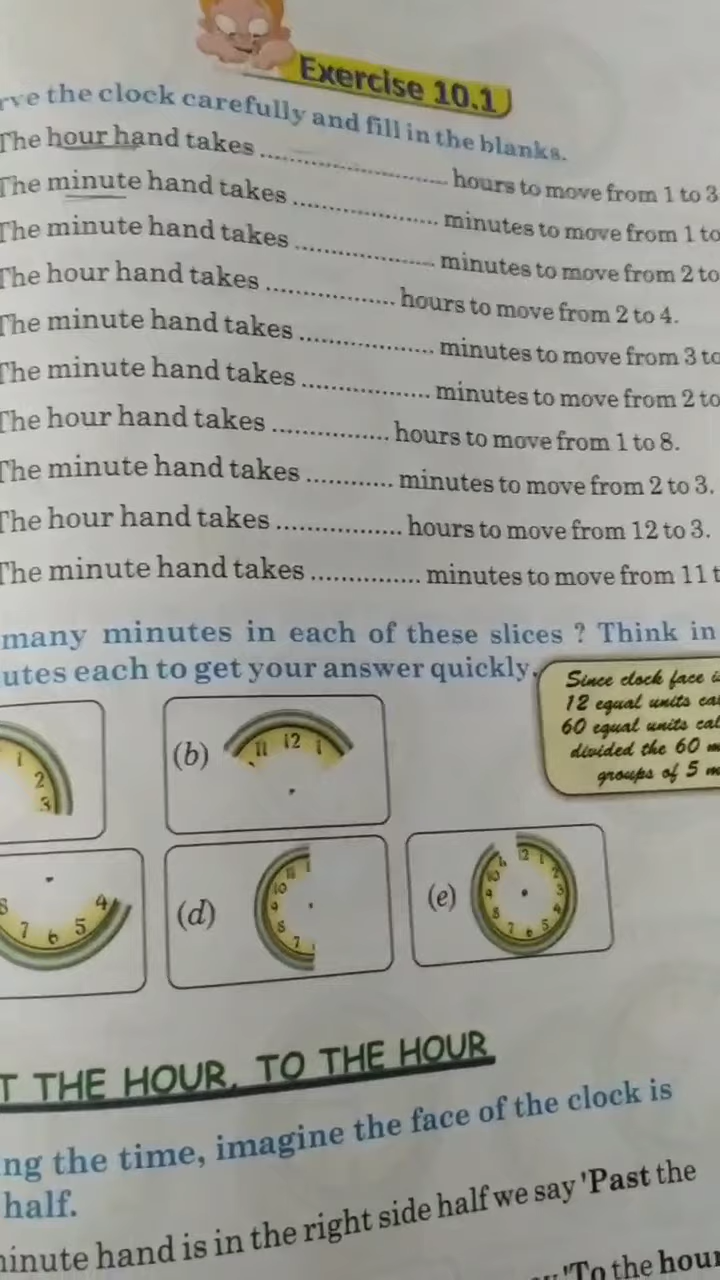 Exercise 10.1
rve the clock carefully and fill in the blanks.
The hour hand takes .................... hours to move from 1 to 3
The minute hand takes .................... minutes to move from 1 to
The minute hand takes .................... minutes to move from 2 to
The hour hand takes .................... hours to move from 2 to 4.
The minute hand takes .................... minutes to move from 3 to
The minute hand takes .................... minutes to move from 2 to
The hour hand takes .................... hours to move from 1 to 8.
The minute hand takes .................... minutes to move from 2 to 3.
The hour hand takes .................... hours to move from 12 to 3.
The minute hand takes .................... minutes to move from 11 t
many minutes in each of these slices ? Think in
utes each to get your answer quickly.
Since clock face i
12 equal units ca
60 equal units cal
divided the 60 m
groups of 5 m
1 2 3
(b) 11 12 1
8 7 6 5 4
(d) 11 10 9 8 7
(e) 12 1 2 3 4 5 6 7 8 9 10
T THE HOUR, TO THE HOUR
ng the time, imagine the face of the clock is
half.
minute hand is in the right side half we say 'Past the
'To the hour